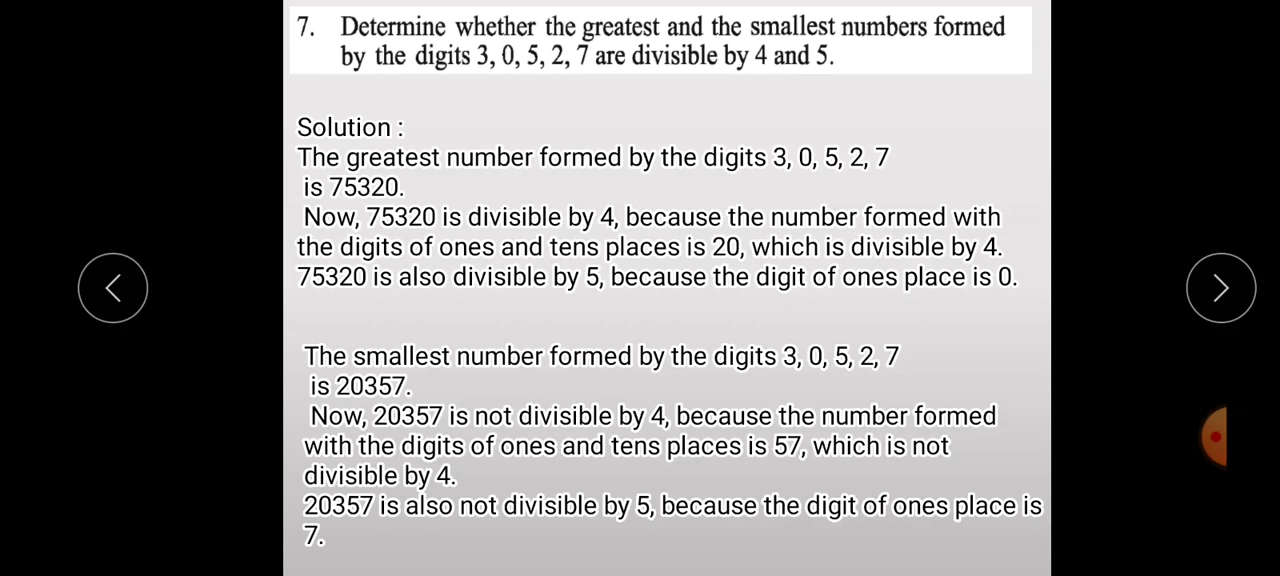 7. Determine whether the greatest and the smallest numbers formed
by the digits 3, 0, 5, 2, 7 are divisible by 4 and 5.
Solution :
The greatest number formed by the digits 3, 0, 5, 2, 7
is 75320.
Now, 75320 is divisible by 4, because the number formed with
the digits of ones and tens places is 20, which is divisible by 4.
75320 is also divisible by 5, because the digit of ones place is 0.
The smallest number formed by the digits 3, 0, 5, 2, 7
is 20357.
Now, 20357 is not divisible by 4, because the number formed
with the digits of ones and tens places is 57, which is not
divisible by 4.
20357 is also not divisible by 5, because the digit of ones place is
7.